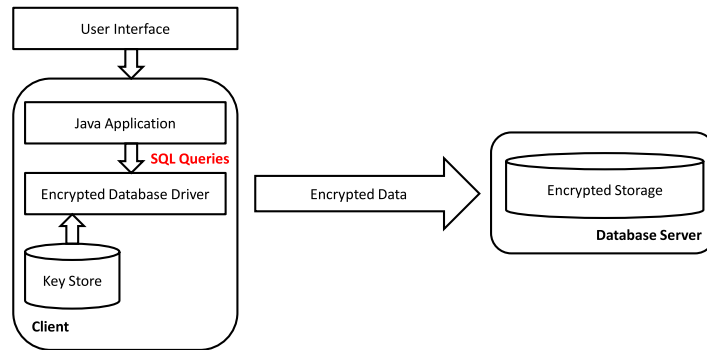 User Interface
Java Application
SQL Queries
Encrypted Database Driver
Key Store
Client
Encrypted Data
Encrypted Storage
Database Server